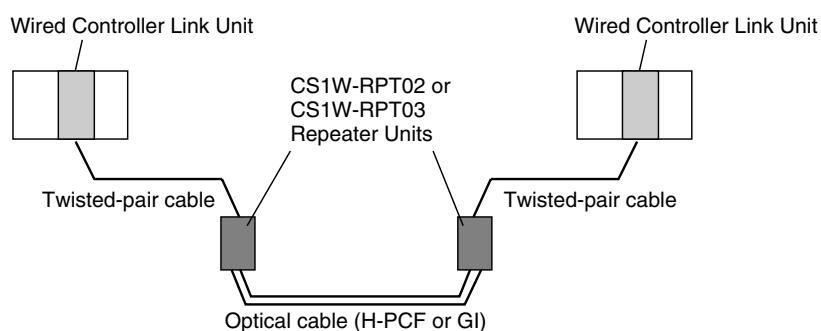 Wired Controller Link Unit
Wired Controller Link Unit
CS1W-RPT02 or
CS1W-RPT03
Repeater Units
Twisted-pair cable
Twisted-pair cable
Optical cable (H-PCF or GI)